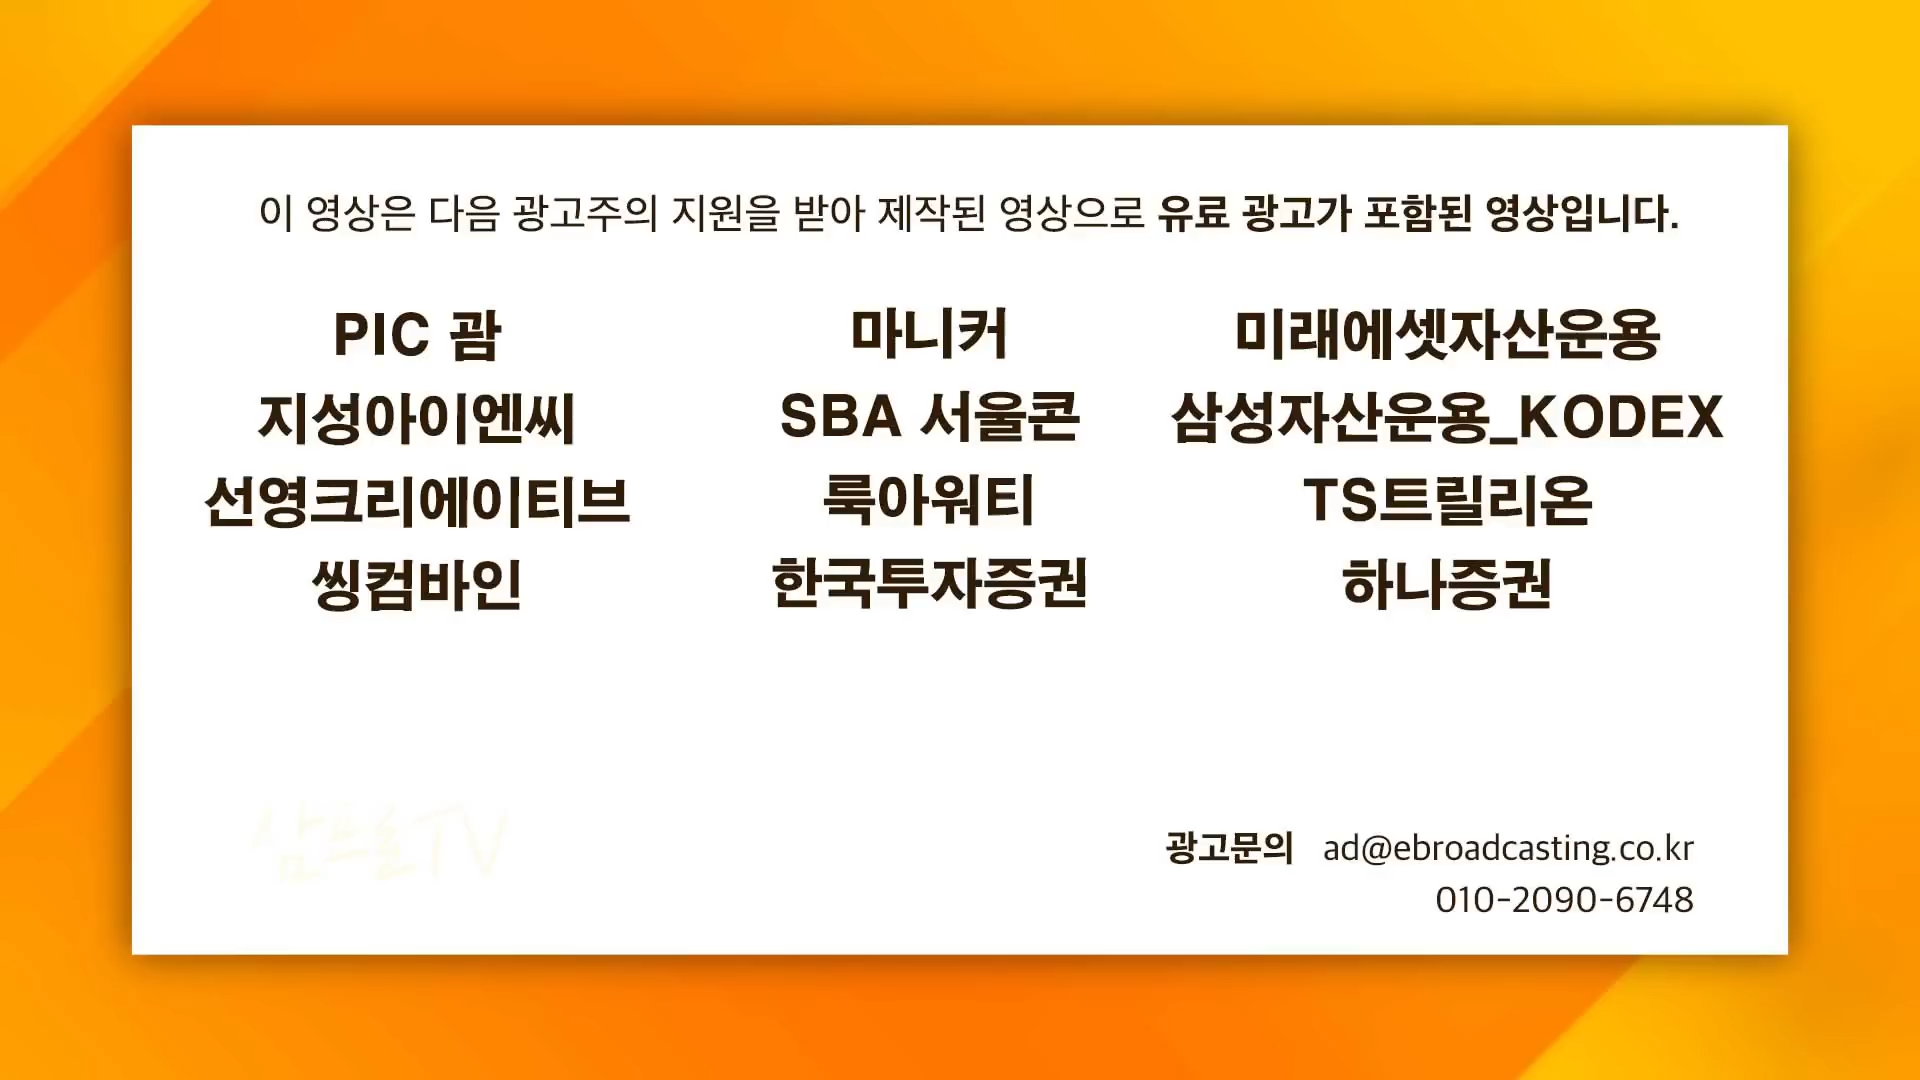 이 영상은 다음 광고주의 지원을 받아 제작된 영상으로 유료 광고가 포함된 영상입니다.
PIC 괌 마니커 미래에셋자산운용
지성아이엔씨 SBA 서울콘 삼성자산운용_KODEX
선영크리에이티브 룩아워티 TS트릴리온
씽컴바인 한국투자증권 하나증권
삼프로TV
광고문의 ad@ebroadcasting.co.kr
010-2090-6748